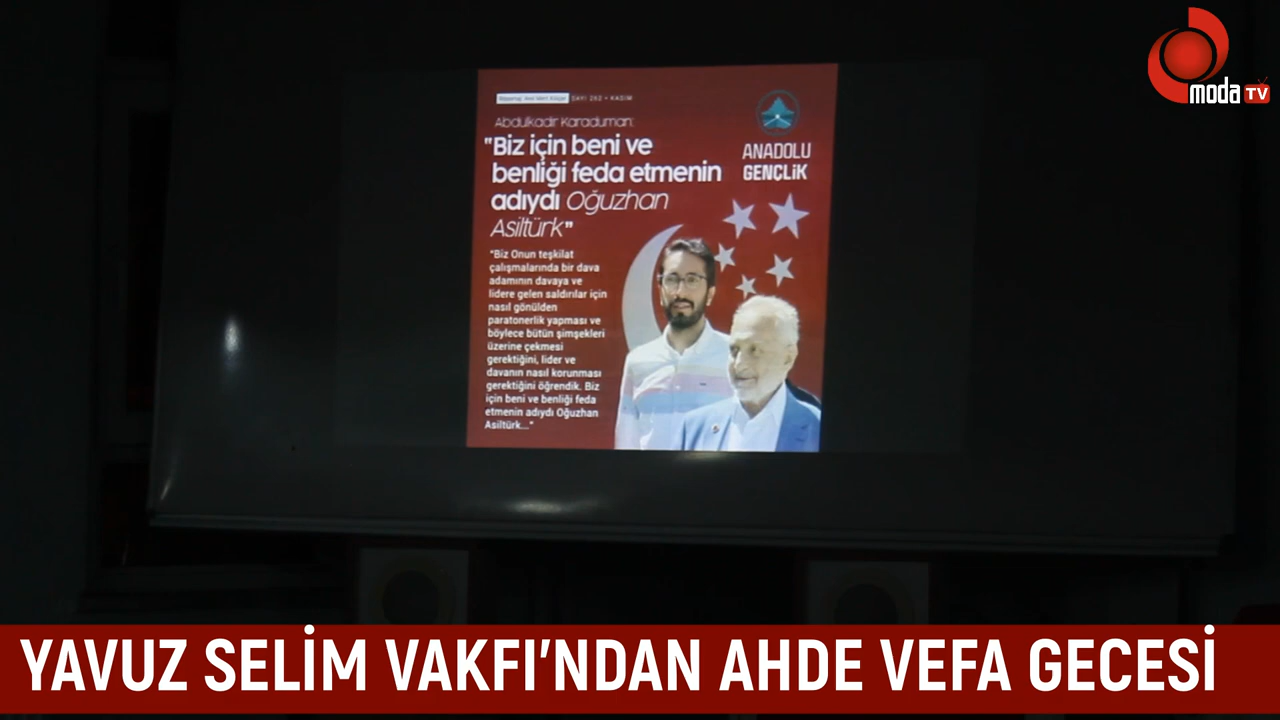 moda TV
SAYI 262 • KASIM
Abdulkadir Karaduman:
"Biz için beni ve
benliği feda etmenin
adıydı Oğuzhan
Asiltürk"
ANADOLU
GENÇLİK
"Biz Onun teşkilat
çalışmalarında bir dava
adamının davaya ve
lidere gelen saldırılar için
nasıl gönülden
paratonerlik yapması ve
böylece bütün şimşekleri
üzerine çekmesi
gerektiğini, lider ve
davanın nasıl korunması
gerektiğini öğrendik. Biz
için beni ve benliği feda
etmenin adıydı Oğuzhan
Asiltürk..."
YAVUZ SELİM VAKFI'NDAN AHDE VEFA GECESİ